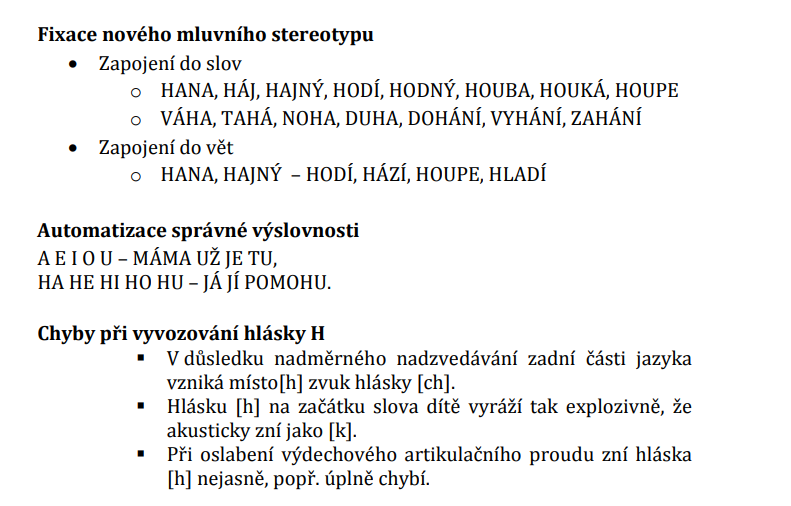 Fixace nového mluvního stereotypu
• Zapojení do slov
o HANA, HÁJ, HAJNÝ, HODÍ, HODNÝ, HOUBA, HOUKÁ, HOUPE
o VÁHA, TAHÁ, NOHA, DUHA, DOHÁNÍ, VYHÁNÍ, ZAHÁNÍ
• Zapojení do vět
o HANA, HAJNÝ – HODÍ, HÁZÍ, HOUPE, HLADÍ
Automatizace správné výslovnosti
A E I O U – MÁMA UŽ JE TU,
HA HE HI HO HU – JÁ JÍ POMOHU.
Chyby při vyvozování hlásky H
▪ V důsledku nadměrného nadzvedávání zadní části jazyka
vzniká místo[h] zvuk hlásky [ch].
▪ Hlásku [h] na začátku slova dítě vyráží tak explozivně, že
akusticky zní jako [k].
▪ Při oslabení výdechového artikulačního proudu zní hláska
[h] nejasně, popř. úplně chybí.